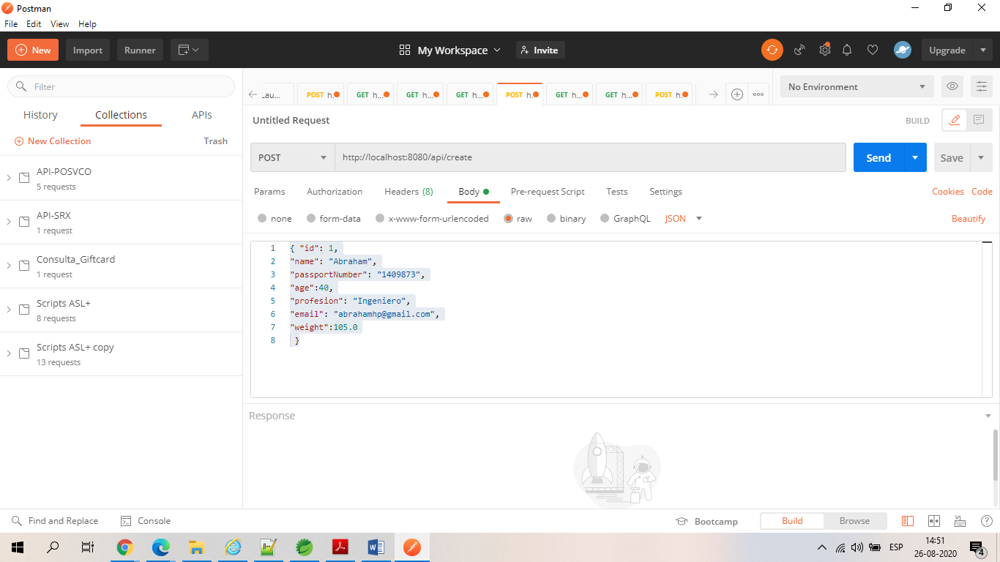 Postman
File Edit View Help
New Import Runner My Workspace Invite Upgrade
Filter
History Collections APIs
New Collection Trash
API-POSVCO
5 requests
API-SRX
1 request
Consulta_Giftcard
1 request
Scripts ASL+
8 requests
Scripts ASL+ copy
13 requests
Lau... POST h... GET h... GET h... GET h... POST h... GET h... GET h... POST h... No Environment
Untitled Request BUILD
POST http://localhost:8080/api/create Send Save
Params Authorization Headers (8) Body Pre-request Script Tests Settings Cookies Code
none form-data x-www-form-urlencoded raw binary GraphQL JSON Beautify
1 { "id": 1,
2 "name": "Abraham",
3 "passportNumber": "1409873",
4 "age":40,
5 "profesion": "Ingeniero",
6 "email": "abrahamhp@gmail.com",
7 "weight":105.0
8 }
Response
Find and Replace Console Bootcamp Build Browse
ESP 14:51
26-08-2020 4